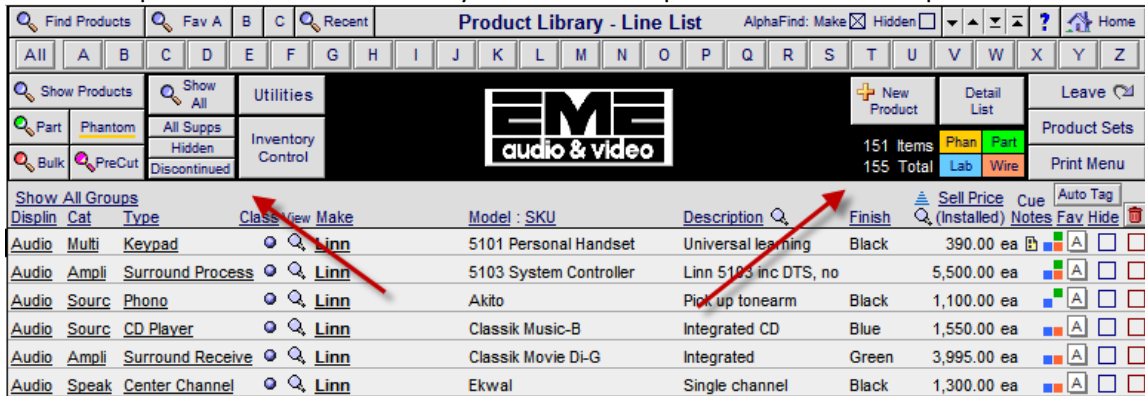 Find Products Fav A B C Recent Product Library - Line List AlphaFind: Make Hidden ? Home
All A B C D E F G H I J K L M N O P Q R S T U V W X Y Z
Show Products Show All Utilities New Product Detail List Leave
Part Phantom All Supps Hidden Inventory Control EME audio & video 151 Items Phan Part Product Sets
Bulk PreCut Discontinued 155 Total Lab Wire Print Menu
Show All Groups Sell Price Cue Auto Tag
Displin Cat Type Class View Make Model : SKU Description Finish (Installed) Notes Fav Hide
Audio Multi Keypad Linn 5101 Personal Handset Universal learning Black 390.00 ea A
Audio Ampli Surround Process Linn 5103 System Controller Linn 5103 inc DTS, no 5,500.00 ea A
Audio Sourc Phono Linn Akito Pick up tonearm Black 1,100.00 ea A
Audio Sourc CD Player Linn Classik Music-B Integrated CD Blue 1,550.00 ea A
Audio Ampli Surround Receive Linn Classik Movie Di-G Integrated Green 3,995.00 ea A
Audio Speak Center Channel Linn Ekwal Single channel Black 1,300.00 ea A